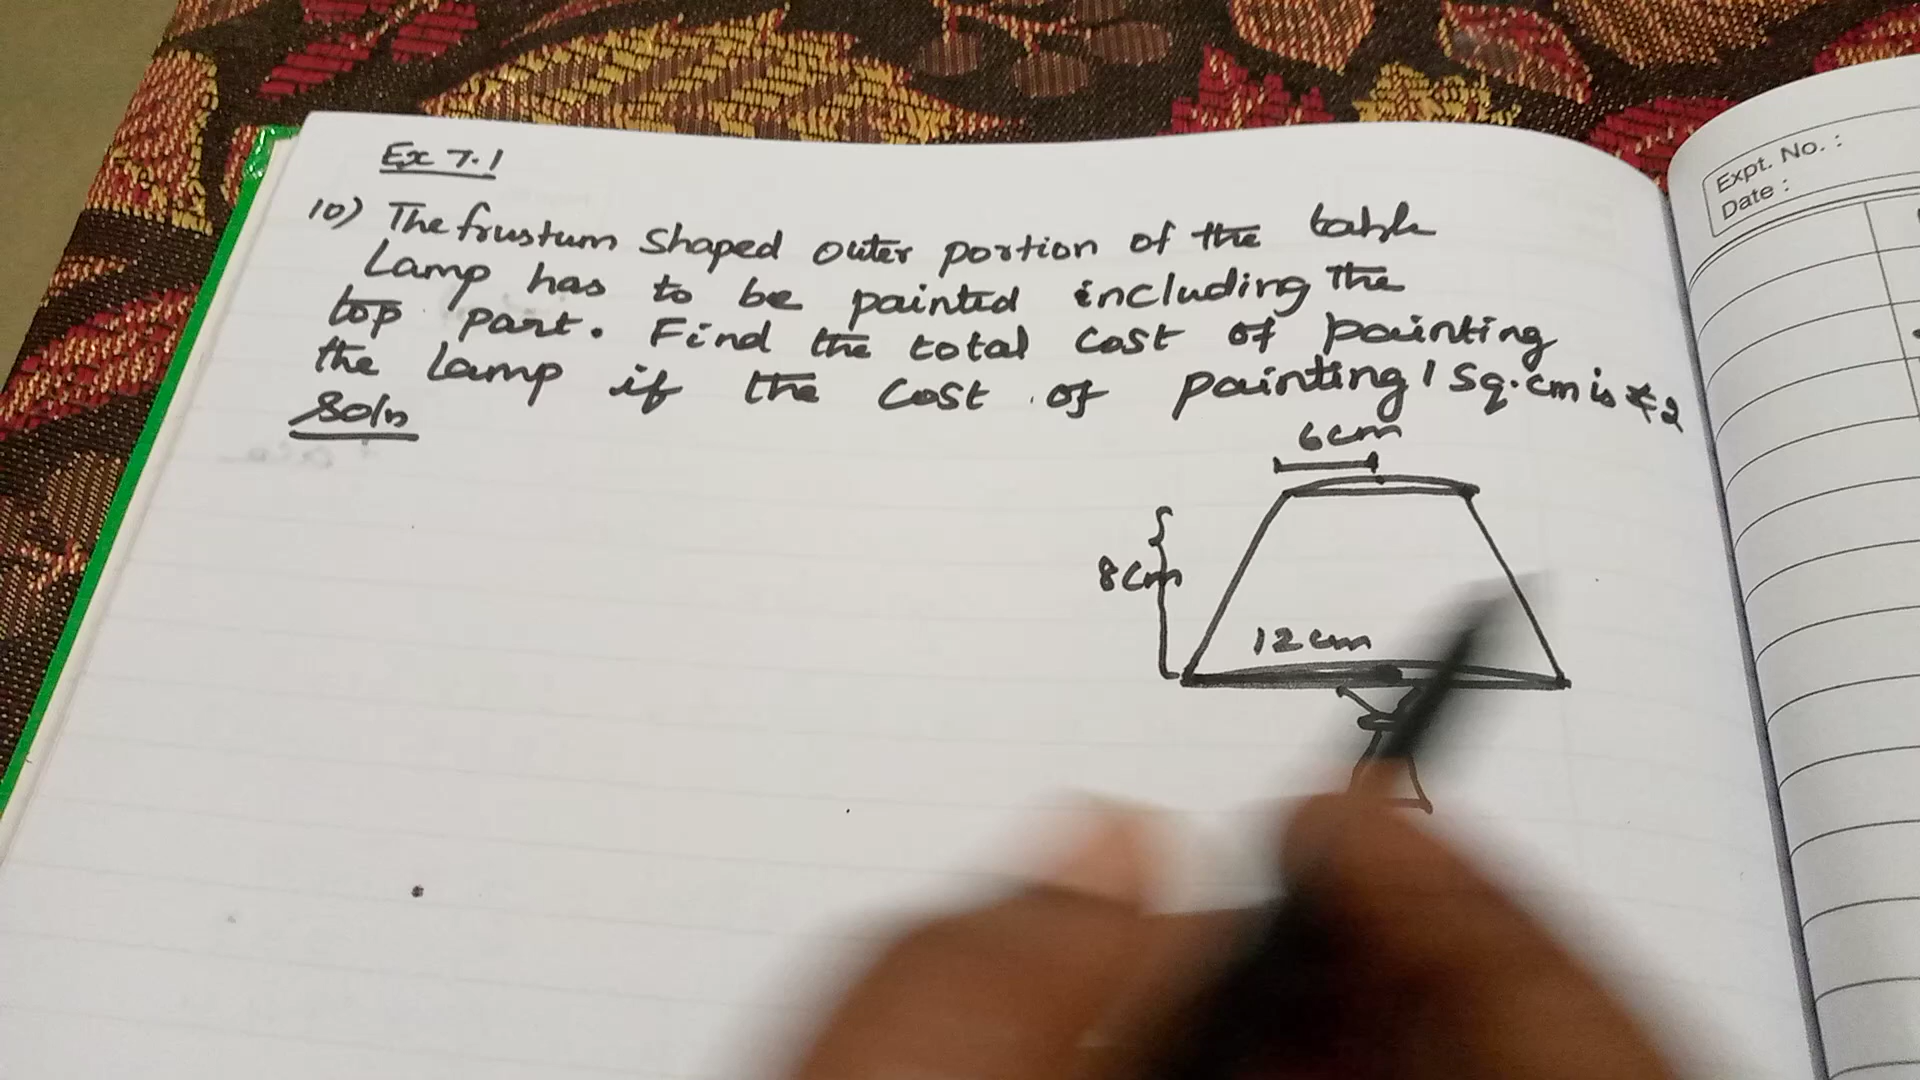 Ex 7.1
10) The frustum shaped outer portion of the table
Lamp has to be painted including the
top part. Find the total cost of painting
the lamp if the cost of painting 1 sq.cm is ₹2
Soln
6cm
8cm
12cm
Expt. No. :
Date :